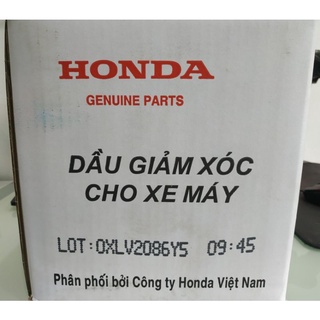 HONDA
GENUINE PARTS
DẦU GIẢM XÓC
CHO XE MÁY
LOT:0XLV2086Y5 09:45
Phân phối bởi Công ty Honda Việt Nam